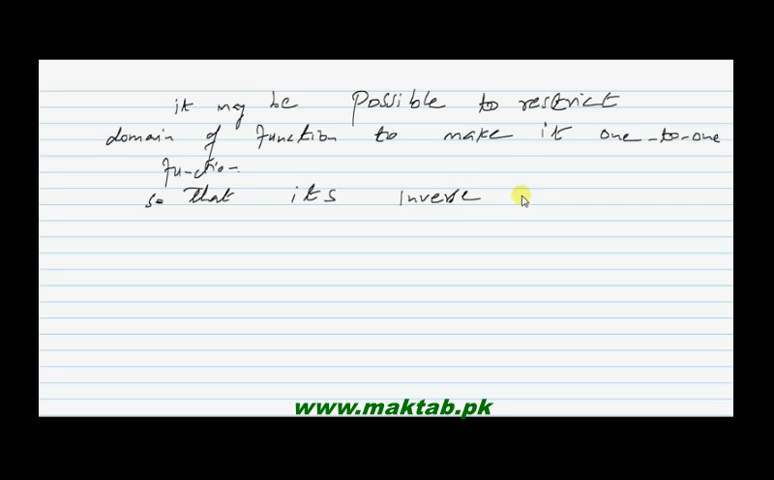 it may be possible to restrict
domain of function to make it one-to-one
function.
so that its inverse
www.maktab.pk